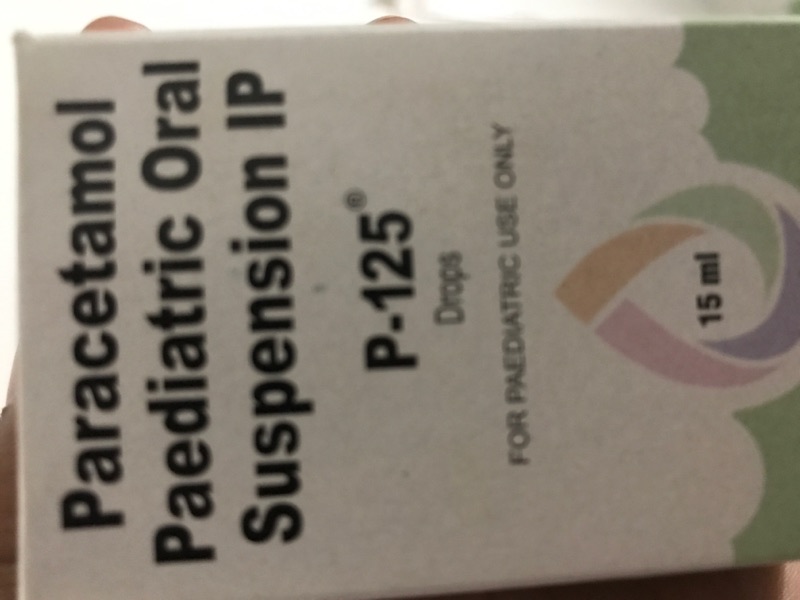 Paracetamol
Paediatric Oral
Suspension IP
P-125®
Drops
FOR PAEDIATRIC USE ONLY
15 ml